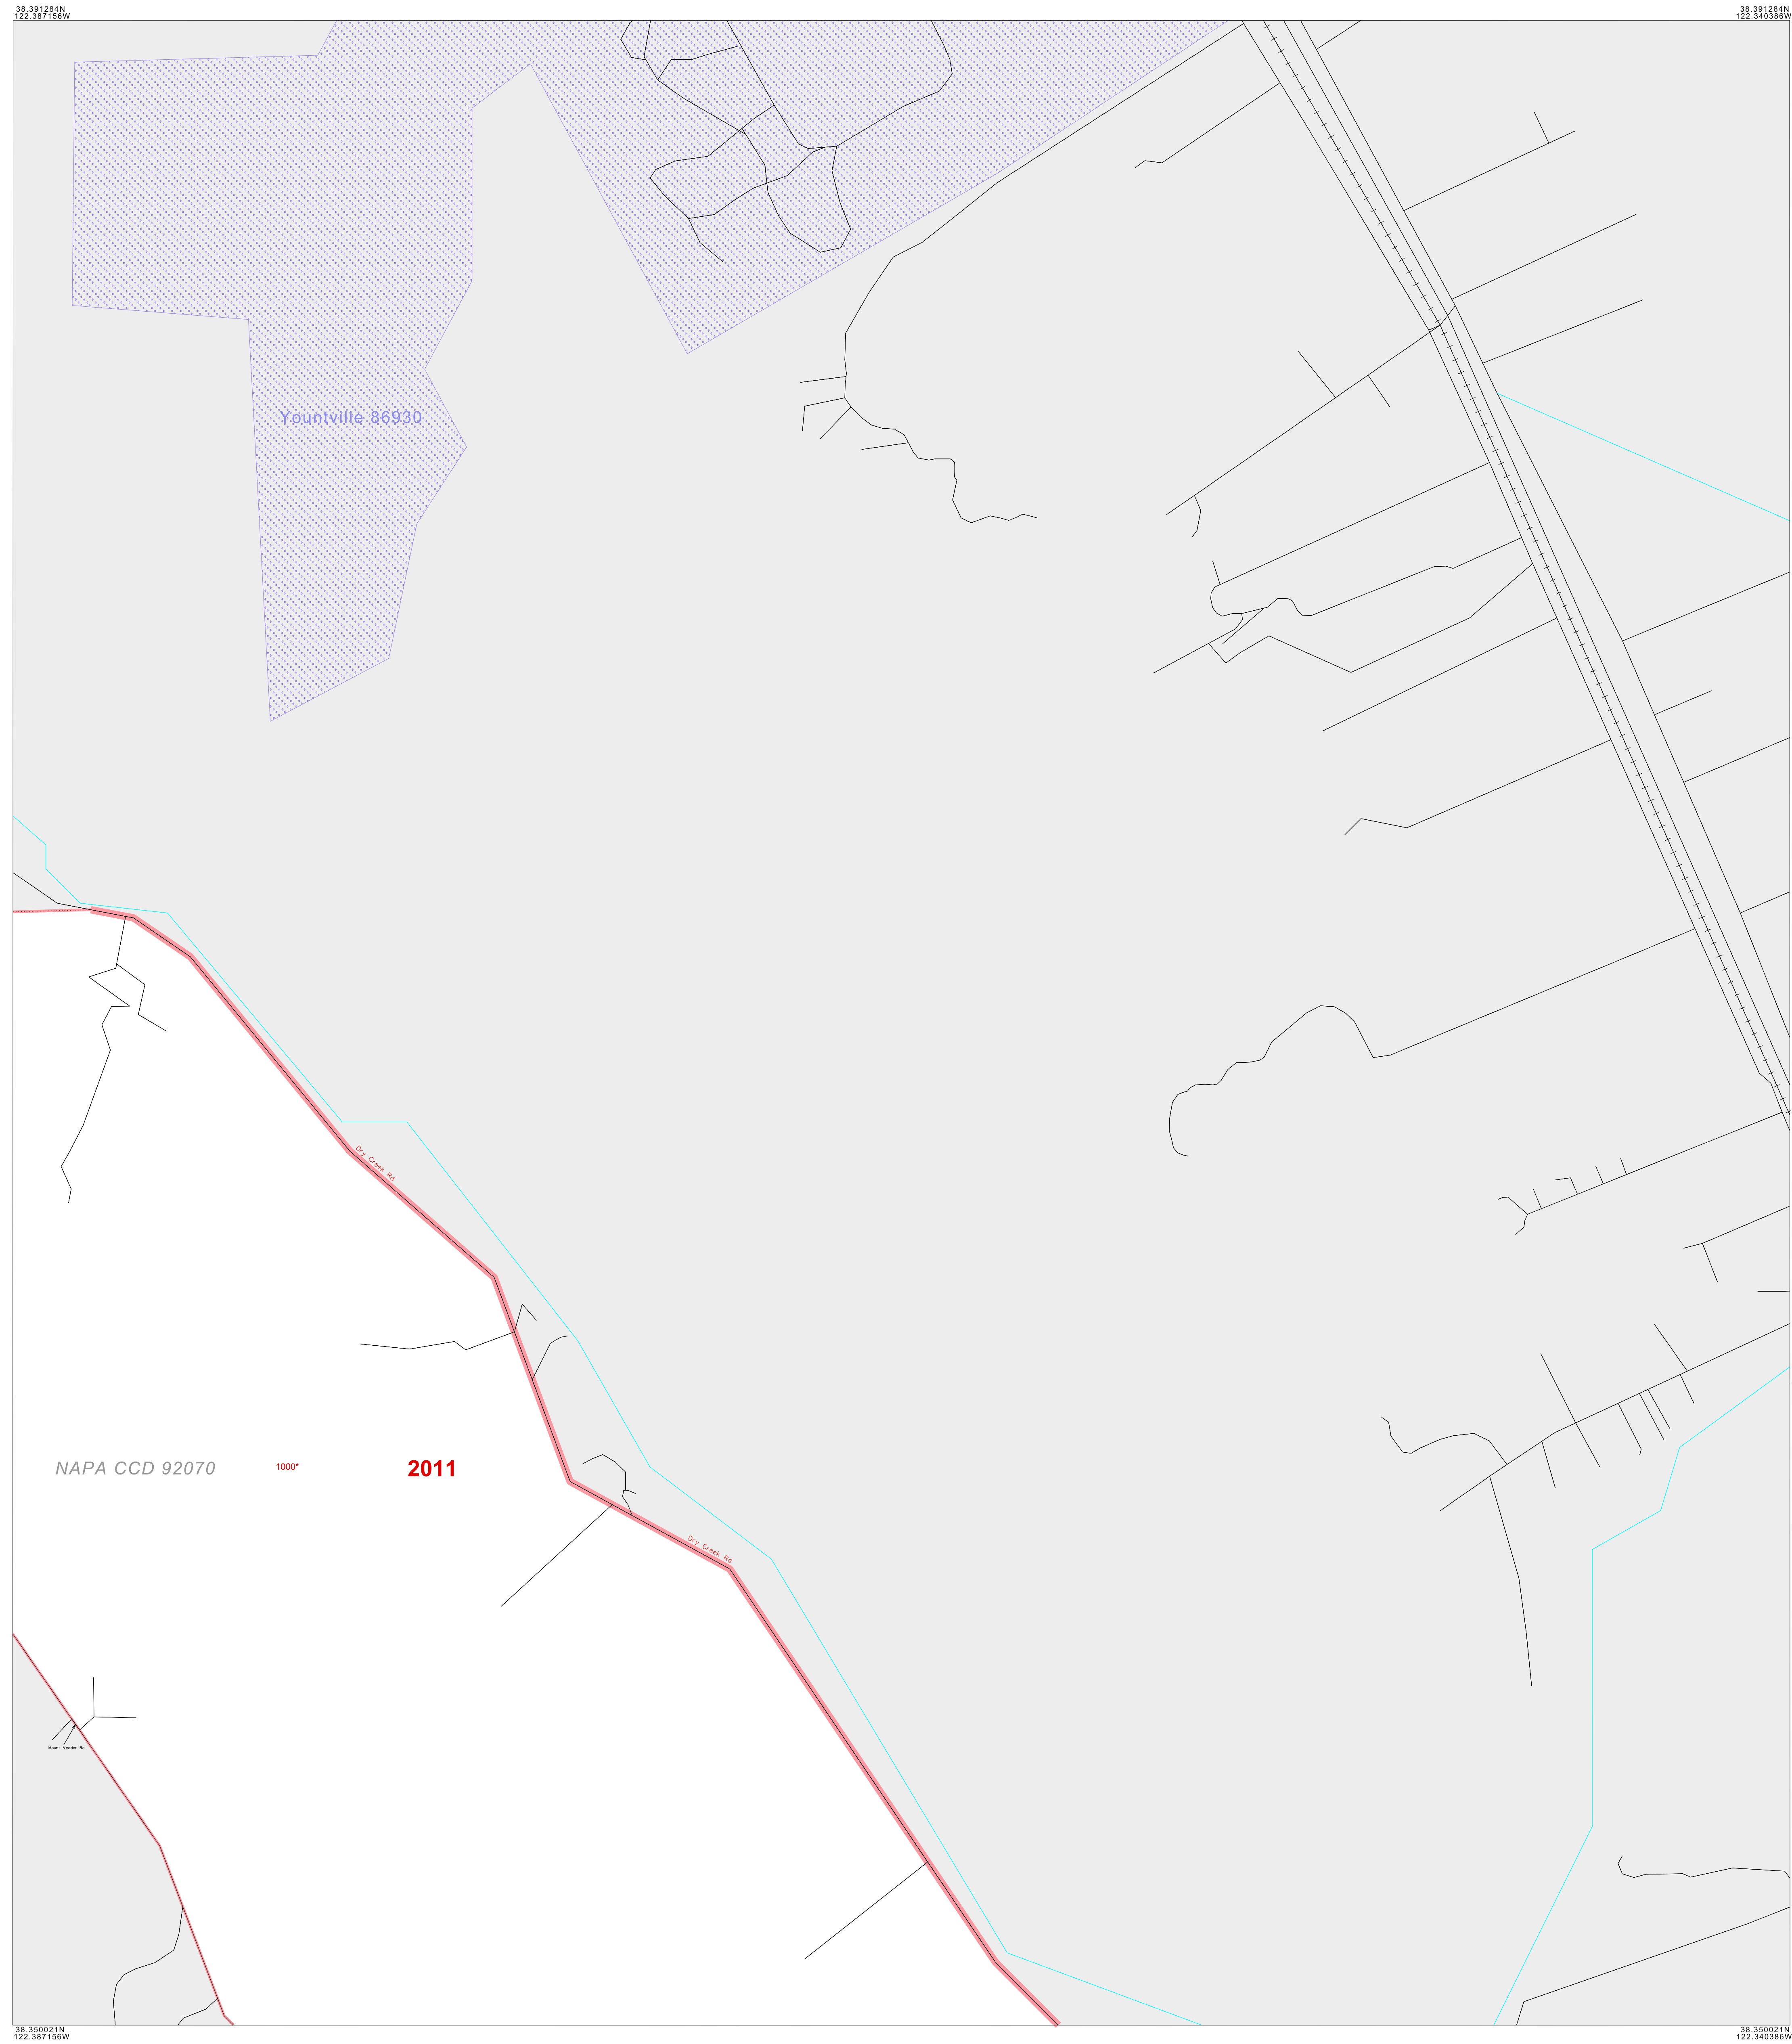 38.391284N
122.387156W
38.391284N
122.340386W
Yountville 86930
Dry Creek Rd
NAPA CCD 92070
1000*
2011
Dry Creek Rd
Mount Veeder Rd
38.350021N
122.387156W
38.350021N
122.340386W